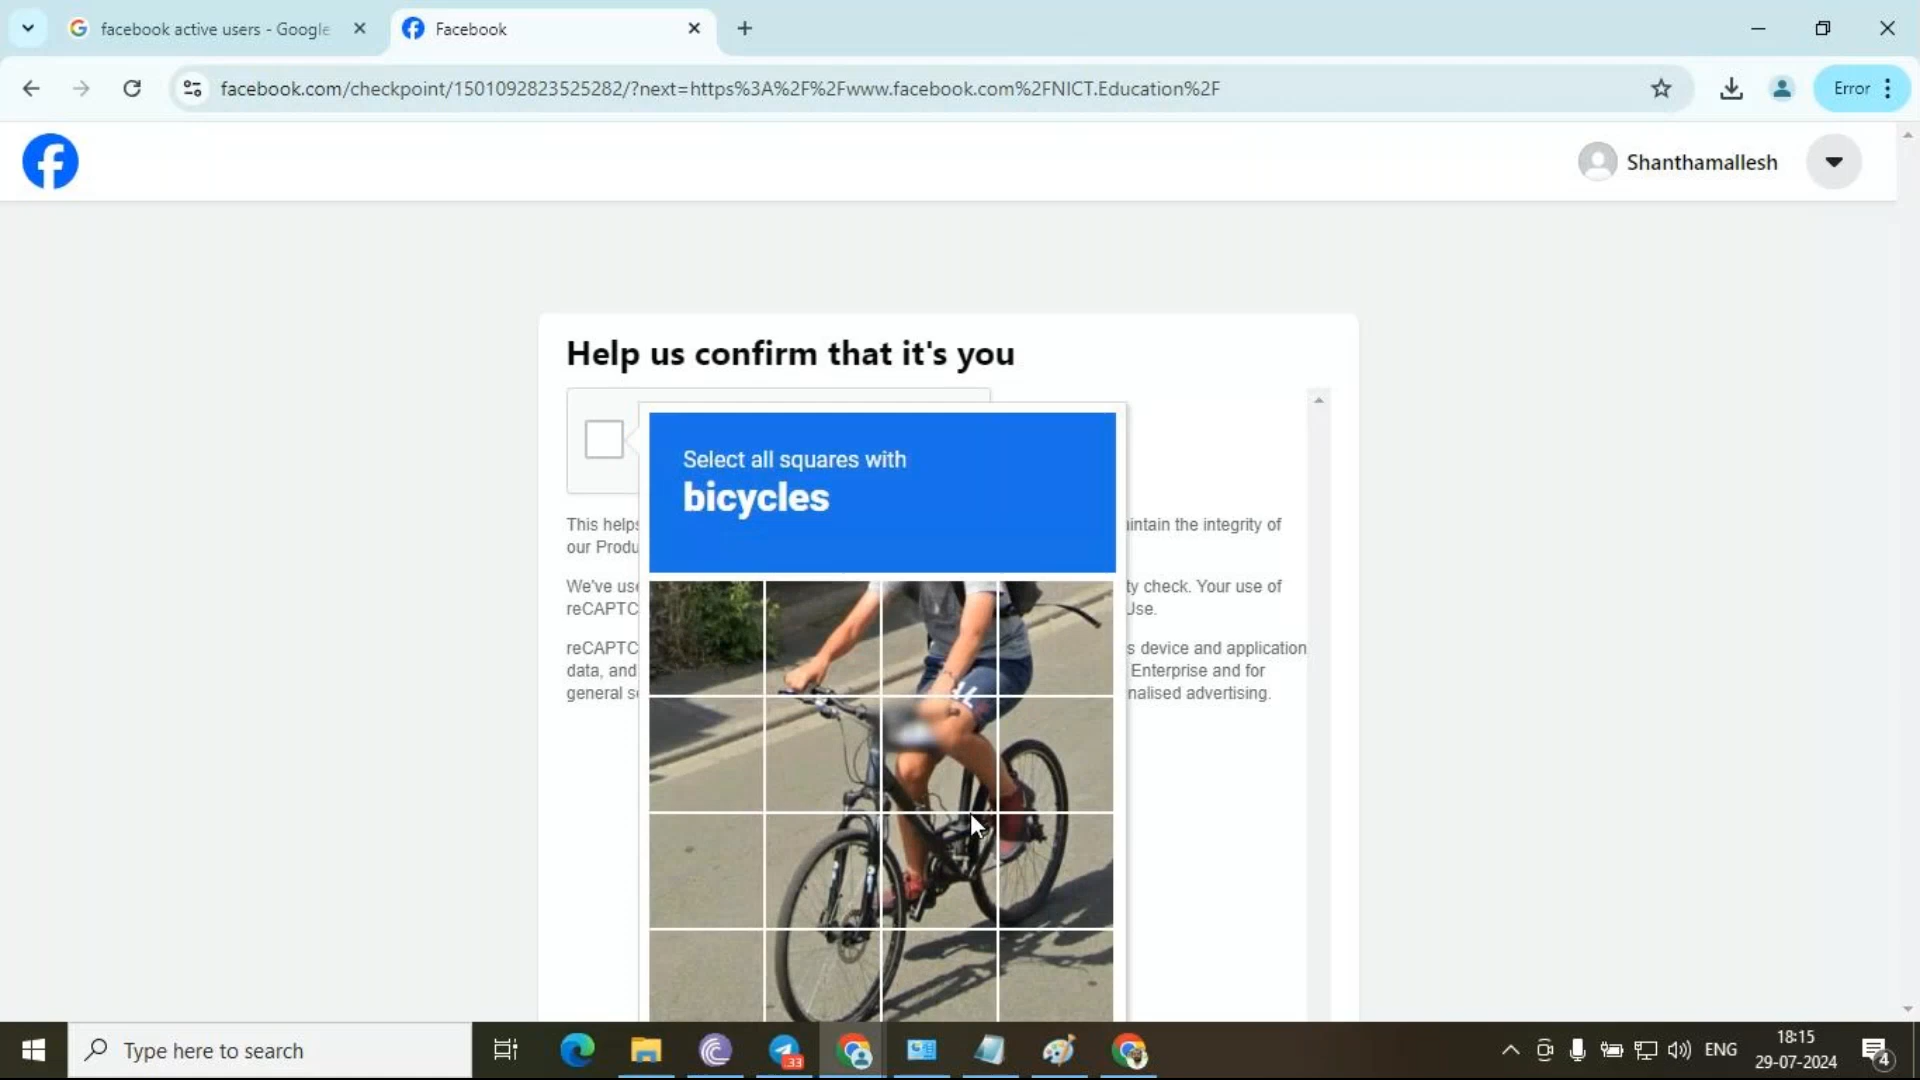 facebook active users - Google
Facebook
facebook.com/checkpoint/1501092823525282/?next=https%3A%2F%2Fwww.facebook.com%2FNICT.Education%2F
Error
Shanthamallesh
Help us confirm that it's you
Select all squares with
bicycles
This helps
intain the integrity of
our Produ
We've use
ty check. Your use of
reCAPTC
Use.
reCAPTC
s device and application
data, and
Enterprise and for
general se
nalised advertising.
Type here to search
33
ENG
18:15
29-07-2024
4